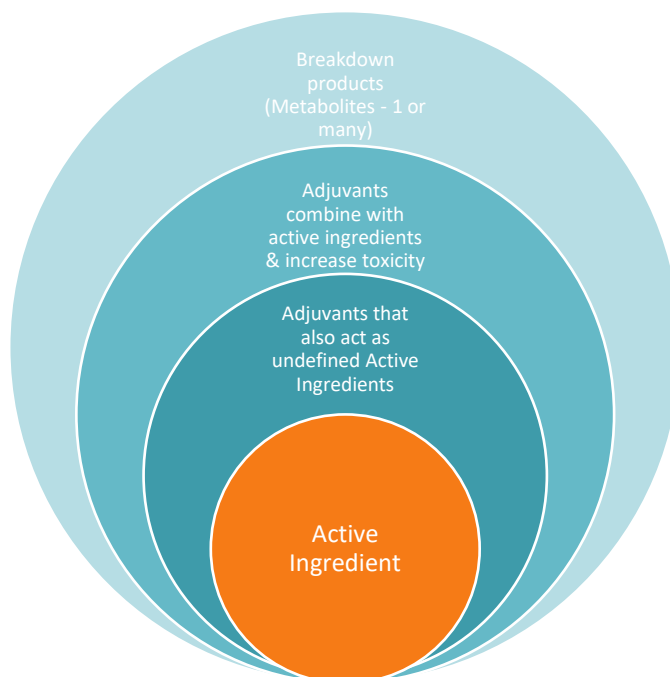 Breakdown
products
(Metabolites - 1 or
many)
Adjuvants
combine with
active ingredients
& increase toxicity
Adjuvants that
also act as
undefined Active
Ingredients
Active
Ingredient